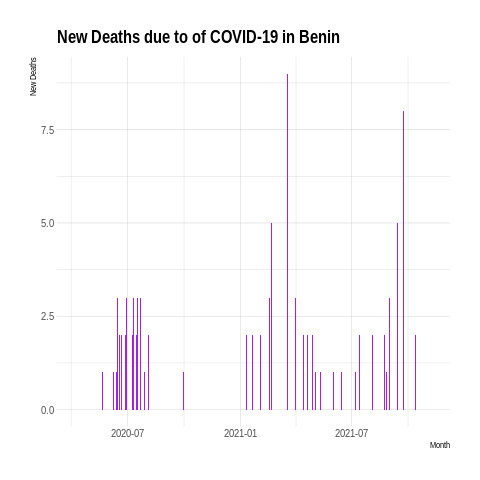 New Deaths due to of COVID-19 in Benin
New Deaths
7.5
5.0
2.5
0.0
2020-07
2021-01
2021-07
Month